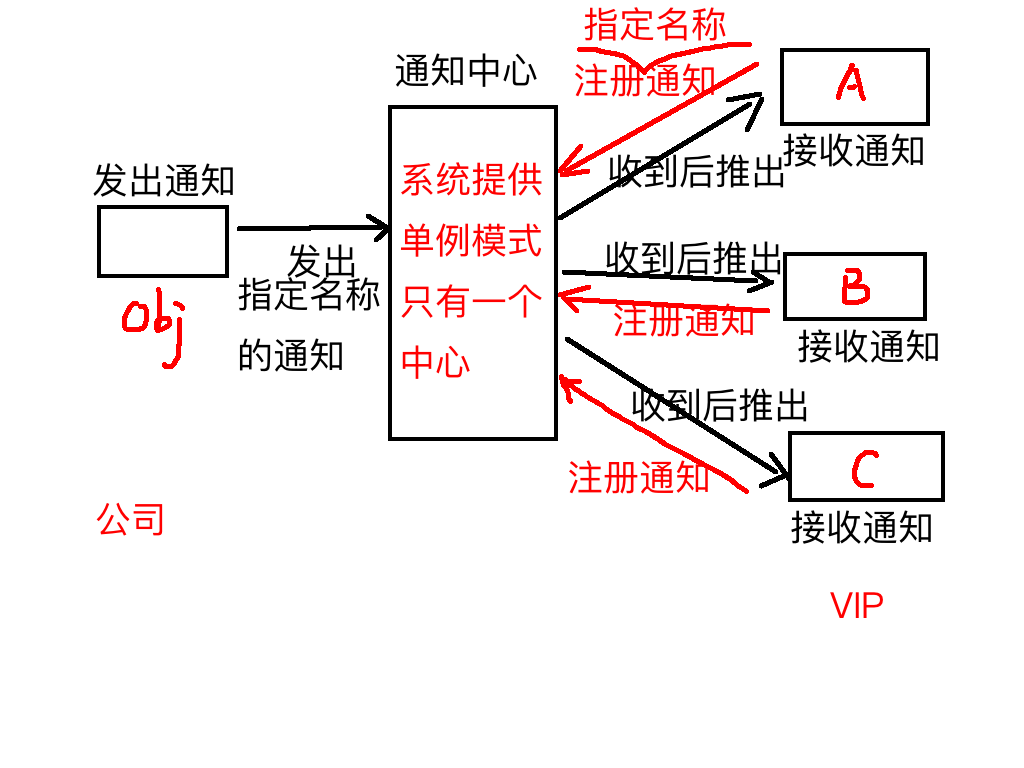 指定名称
注册通知
通知中心
A
接收通知
收到后推出
发出通知
系统提供
单例模式
只有一个
中心
发出
指定名称
的通知
obj
收到后推出
B
注册通知
接收通知
收到后推出
C
注册通知
接收通知
公司
VIP